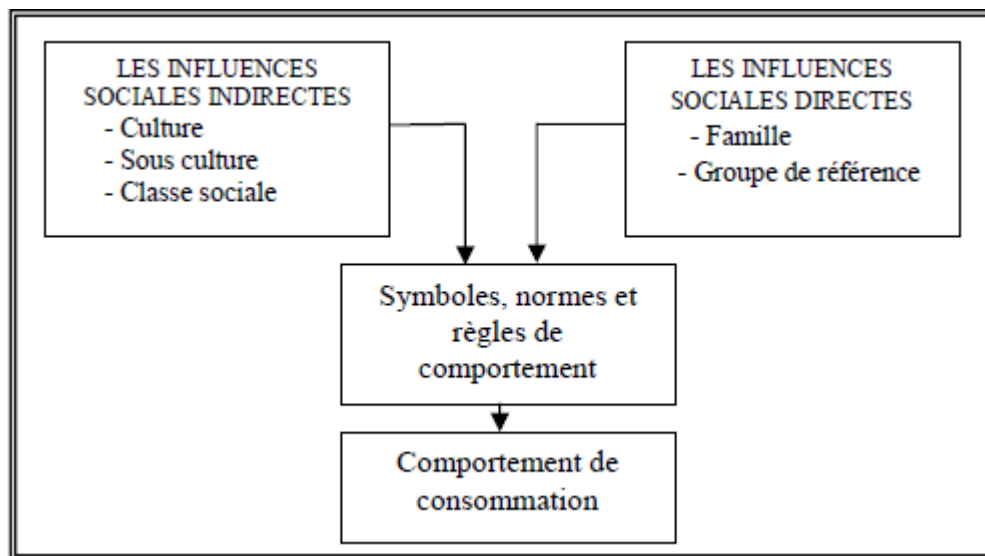 LES INFLUENCES
SOCIALES INDIRECTES
- Culture
- Sous culture
- Classe sociale
LES INFLUENCES
SOCIALES DIRECTES
- Famille
- Groupe de référence
Symboles, normes et
règles de
comportement
Comportement de
consommation